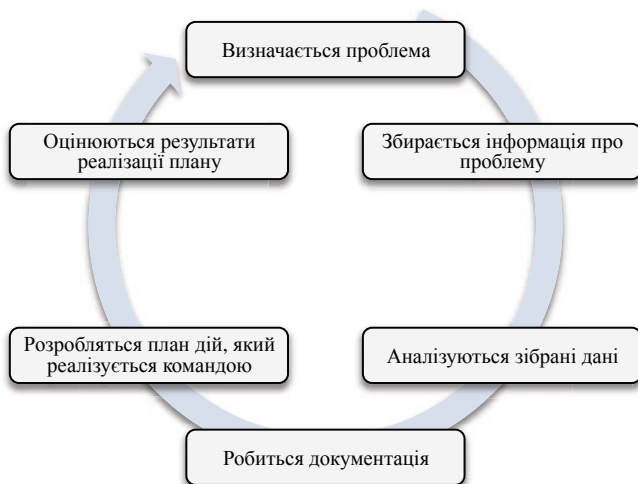 Визначається проблема
Збирається інформація про
проблему
Аналізуються зібрані дані
Робиться документація
Розробляться план дій, який
реалізується командою
Оцінюються результати
реалізації плану